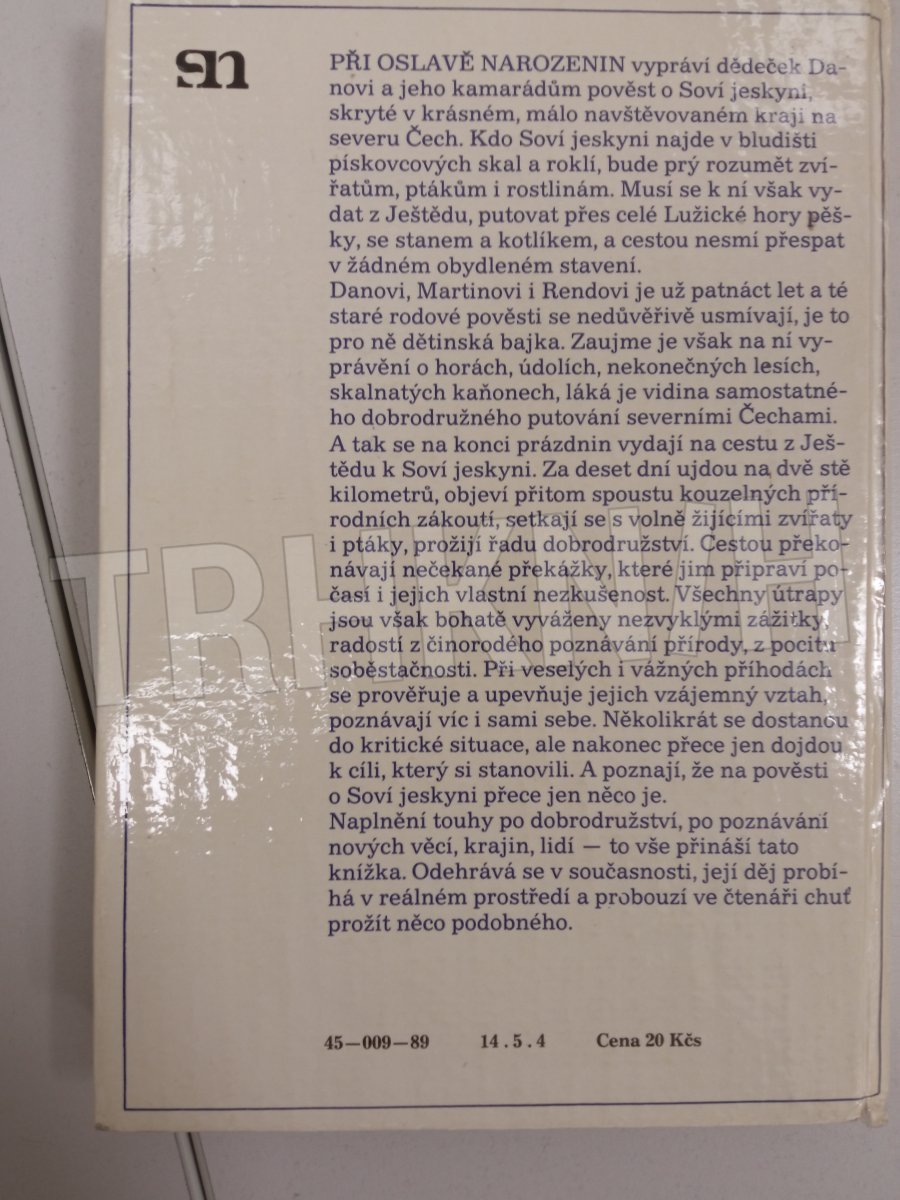 sn
PŘI OSLAVĚ NAROZENIN vypráví dědeček Da-
novi a jeho kamarádům pověst o Soví jeskyni,
skryté v krásném, málo navštěvovaném kraji na
severu Čech. Kdo Soví jeskyni najde v bludišti
pískovcových skal a roklí, bude prý rozumět zví-
řatům, ptákům i rostlinám. Musí se k ní však vy-
dat z Ještědu, putovat přes celé Lužické hory pěš-
ky, se stanem a kotlíkem, a cestou nesmí přespat
v žádném obydleném stavení.
Danovi, Martinovi i Rendovi je už patnáct let a té
staré rodové pověsti se nedůvěřivě usmívají, je to
pro ně dětinská bajka. Zaujme je však na ní vy-
právění o horách, údolích, nekonečných lesích,
skalnatých kaňonech, láká je vidina samostatné-
ho dobrodružného putování severními Čechami.
A tak se na konci prázdnin vydají na cestu z Ješ-
tědu k Soví jeskyni. Za deset dní ujdou na dvě stě
kilometrů, objeví přitom spoustu kouzelných pří-
rodních zákoutí, setkají se s volně žijícími zvířaty
i ptáky, prožijí řadu dobrodružství. Cestou překo-
návají nečekané překážky, které jim připraví po-
časí i jejich vlastní nezkušenost. Všechny útrapy
jsou však bohatě vyváženy nezvyklými zážitky,
radostí z činorodého poznávání přírody, z pocitu
soběstačnosti. Při veselých i vážných příhodách
se prověřuje a upevňuje jejich vzájemný vztah,
poznávají víc i sami sebe. Několikrát se dostanou
do kritické situace, ale nakonec přece jen dojdou
k cíli, který si stanovili. A poznají, že na pověsti
o Soví jeskyni přece jen něco je.
Naplnění touhy po dobrodružství, po poznávání
nových věcí, krajin, lidí — to vše přináší tato
knížka. Odehrává se v současnosti, její děj probí-
há v reálném prostředí a probouzí ve čtenáři chuť
prožít něco podobného.
45—009—89 14.5.4 Cena 20 Kčs